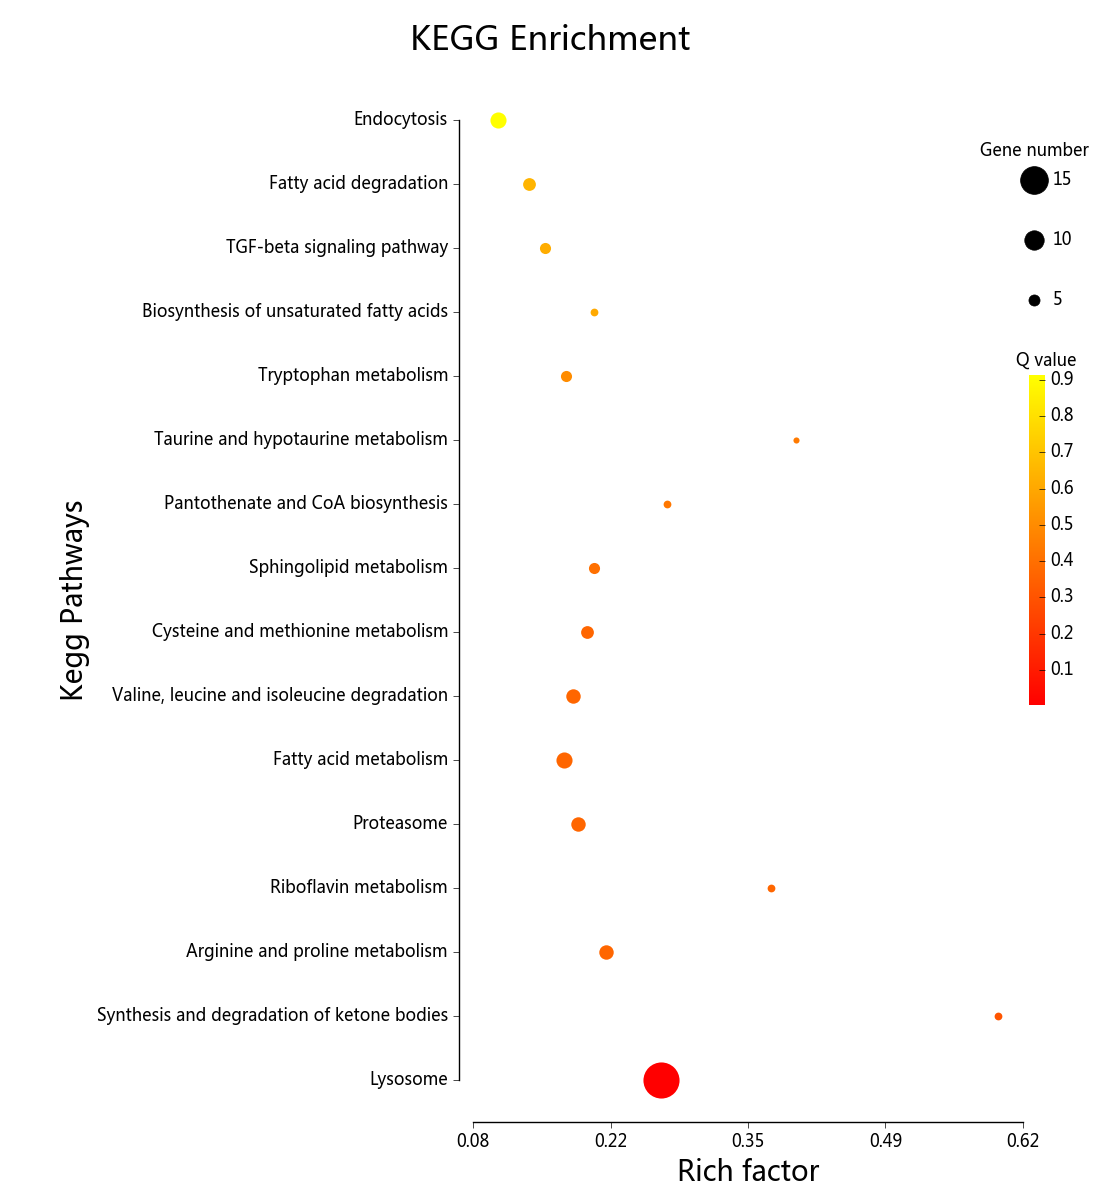 KEGG Enrichment
Kegg Pathways
Endocytosis
Fatty acid degradation
TGF-beta signaling pathway
Biosynthesis of unsaturated fatty acids
Tryptophan metabolism
Taurine and hypotaurine metabolism
Pantothenate and CoA biosynthesis
Sphingolipid metabolism
Cysteine and methionine metabolism
Valine, leucine and isoleucine degradation
Fatty acid metabolism
Proteasome
Riboflavin metabolism
Arginine and proline metabolism
Synthesis and degradation of ketone bodies
Lysosome
Gene number
15
10
5
Q value
0.9
0.8
0.7
0.6
0.5
0.4
0.3
0.2
0.1
0.08 0.22 0.35 0.49 0.62
Rich factor